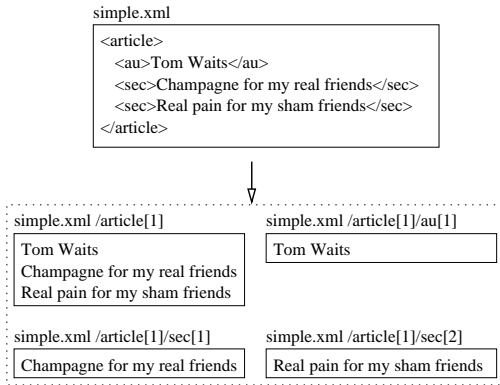 simple.xml
<article>
<au>Tom Waits</au>
<sec>Champagne for my real friends</sec>
<sec>Real pain for my sham friends</sec>
</article>
simple.xml /article[1]
Tom Waits
Champagne for my real friends
Real pain for my sham friends
simple.xml /article[1]/au[1]
Tom Waits
simple.xml /article[1]/sec[1]
Champagne for my real friends
simple.xml /article[1]/sec[2]
Real pain for my sham friends